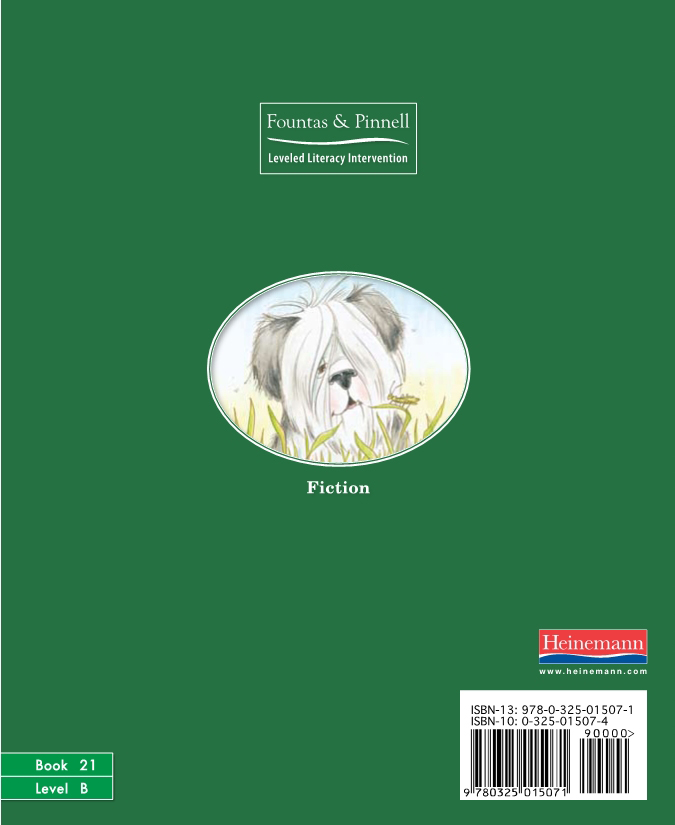 Fountas & Pinnell
Leveled Literacy Intervention
Fiction
Heinemann
www.heinemann.com
ISBN-13: 978-0-325-01507-1
ISBN-10: 0-325-01507-4
90000>
9 780325 015071
Book 21
Level B